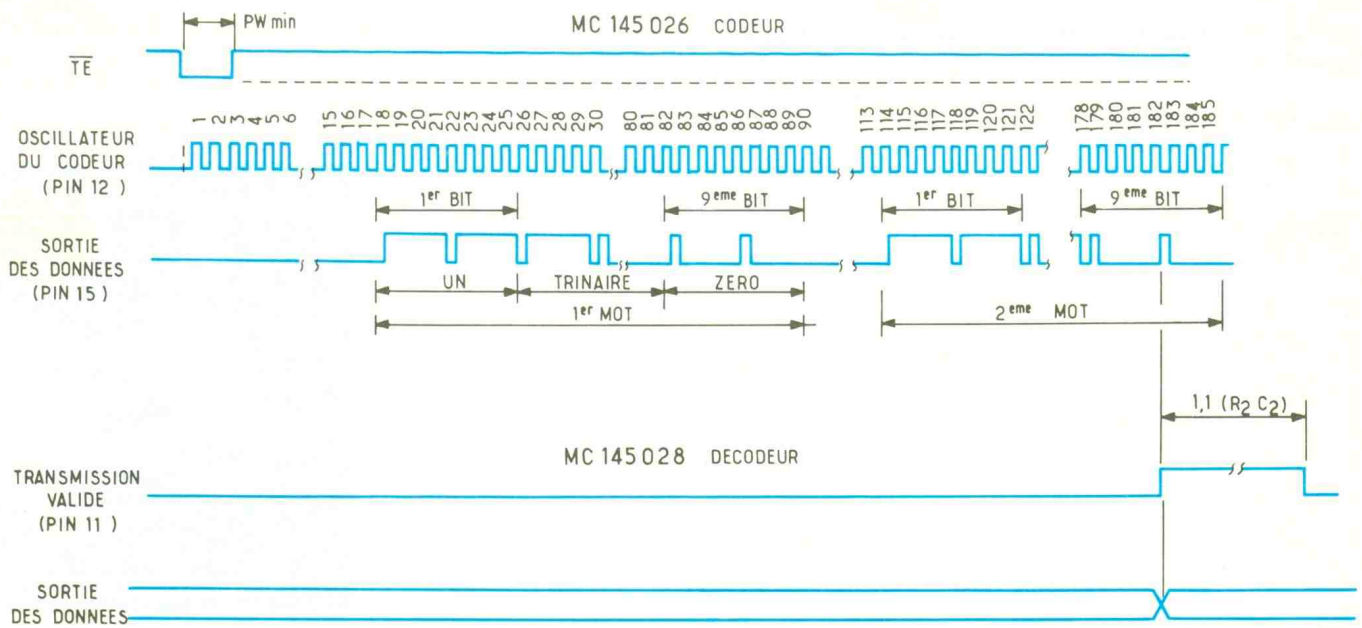 PW min
MC 145 026 CODEUR
TE
1 2 3 4 5 6 15 16 17 18 19 20 21 22 23 24 25 26 27 28 29 30 80 81 82 83 84 85 86 87 88 89 90 113 114 115 116 117 118 119 120 121 122 178 179 180 181 182 183 184 185
OSCILLATEUR
DU CODEUR
(PIN 12)
1er BIT
9eme BIT
1er BIT
9eme BIT
SORTIE
DES DONNEES
(PIN 15)
UN
TRINAIRE
ZERO
1er MOT
2eme MOT
1,1 (R2 C2)
MC 145 028 DECODEUR
TRANSMISSION
VALIDE
(PIN 11)
SORTIE
DES DONNEES